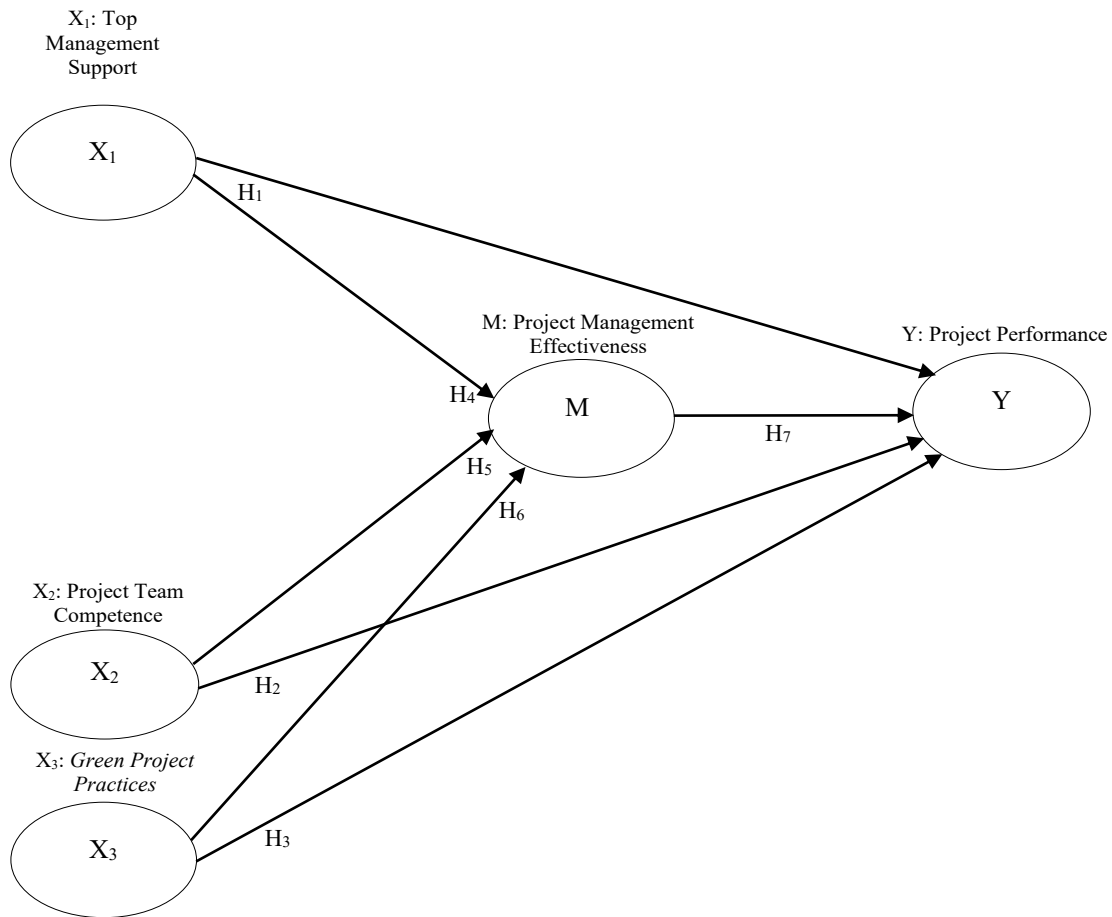 X₁: Top
Management
Support
X₁
H₁
M: Project Management
Effectiveness
Y: Project Performance
H₄
M
Y
H₇
H₅
H₆
X₂: Project Team
Competence
X₂
H₂
X₃: Green Project
Practices
H₃
X₃